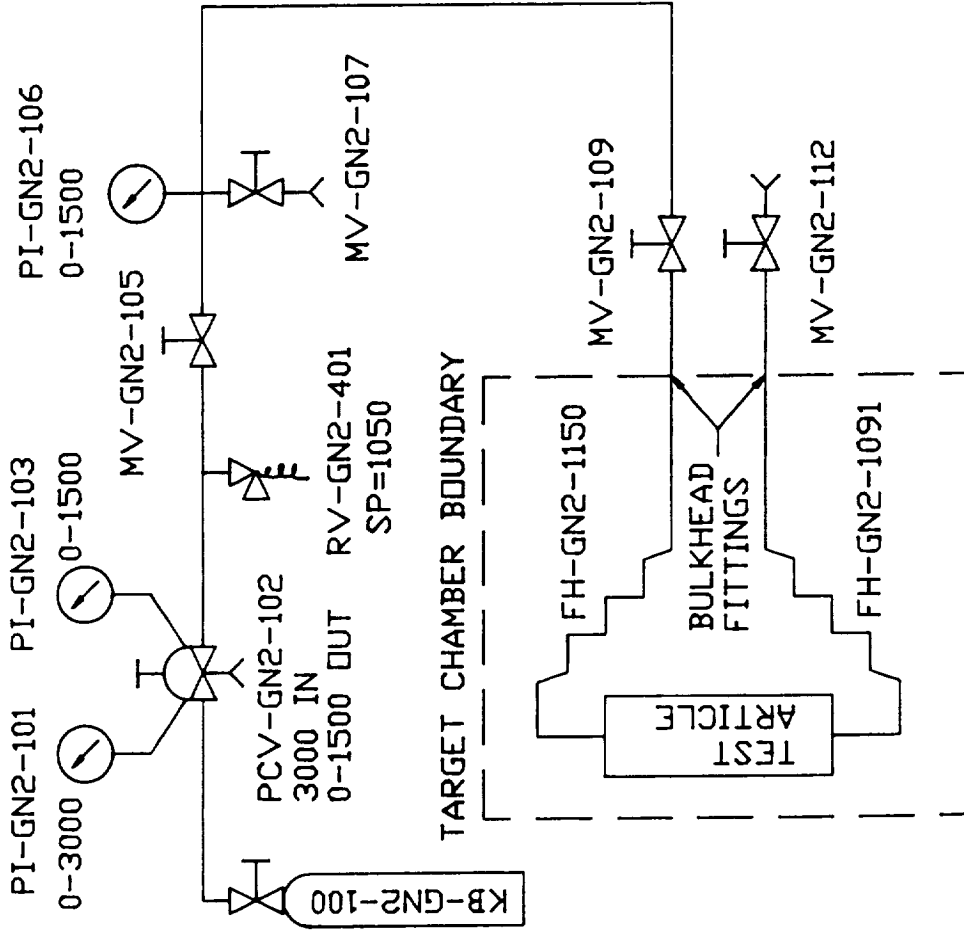 PI-GN2-101
0-3000
PI-GN2-103
0-1500
PI-GN2-106
0-1500
MV-GN2-105
MV-GN2-107
PCV-GN2-102
3000 IN
0-1500 OUT
RV-GN2-401
SP=1050
KB-GN2-100
TARGET CHAMBER BOUNDARY
MV-GN2-109
MV-GN2-112
FH-GN2-1150
BULKHEAD
FITTINGS
FH-GN2-1091
TEST
ARTICLE